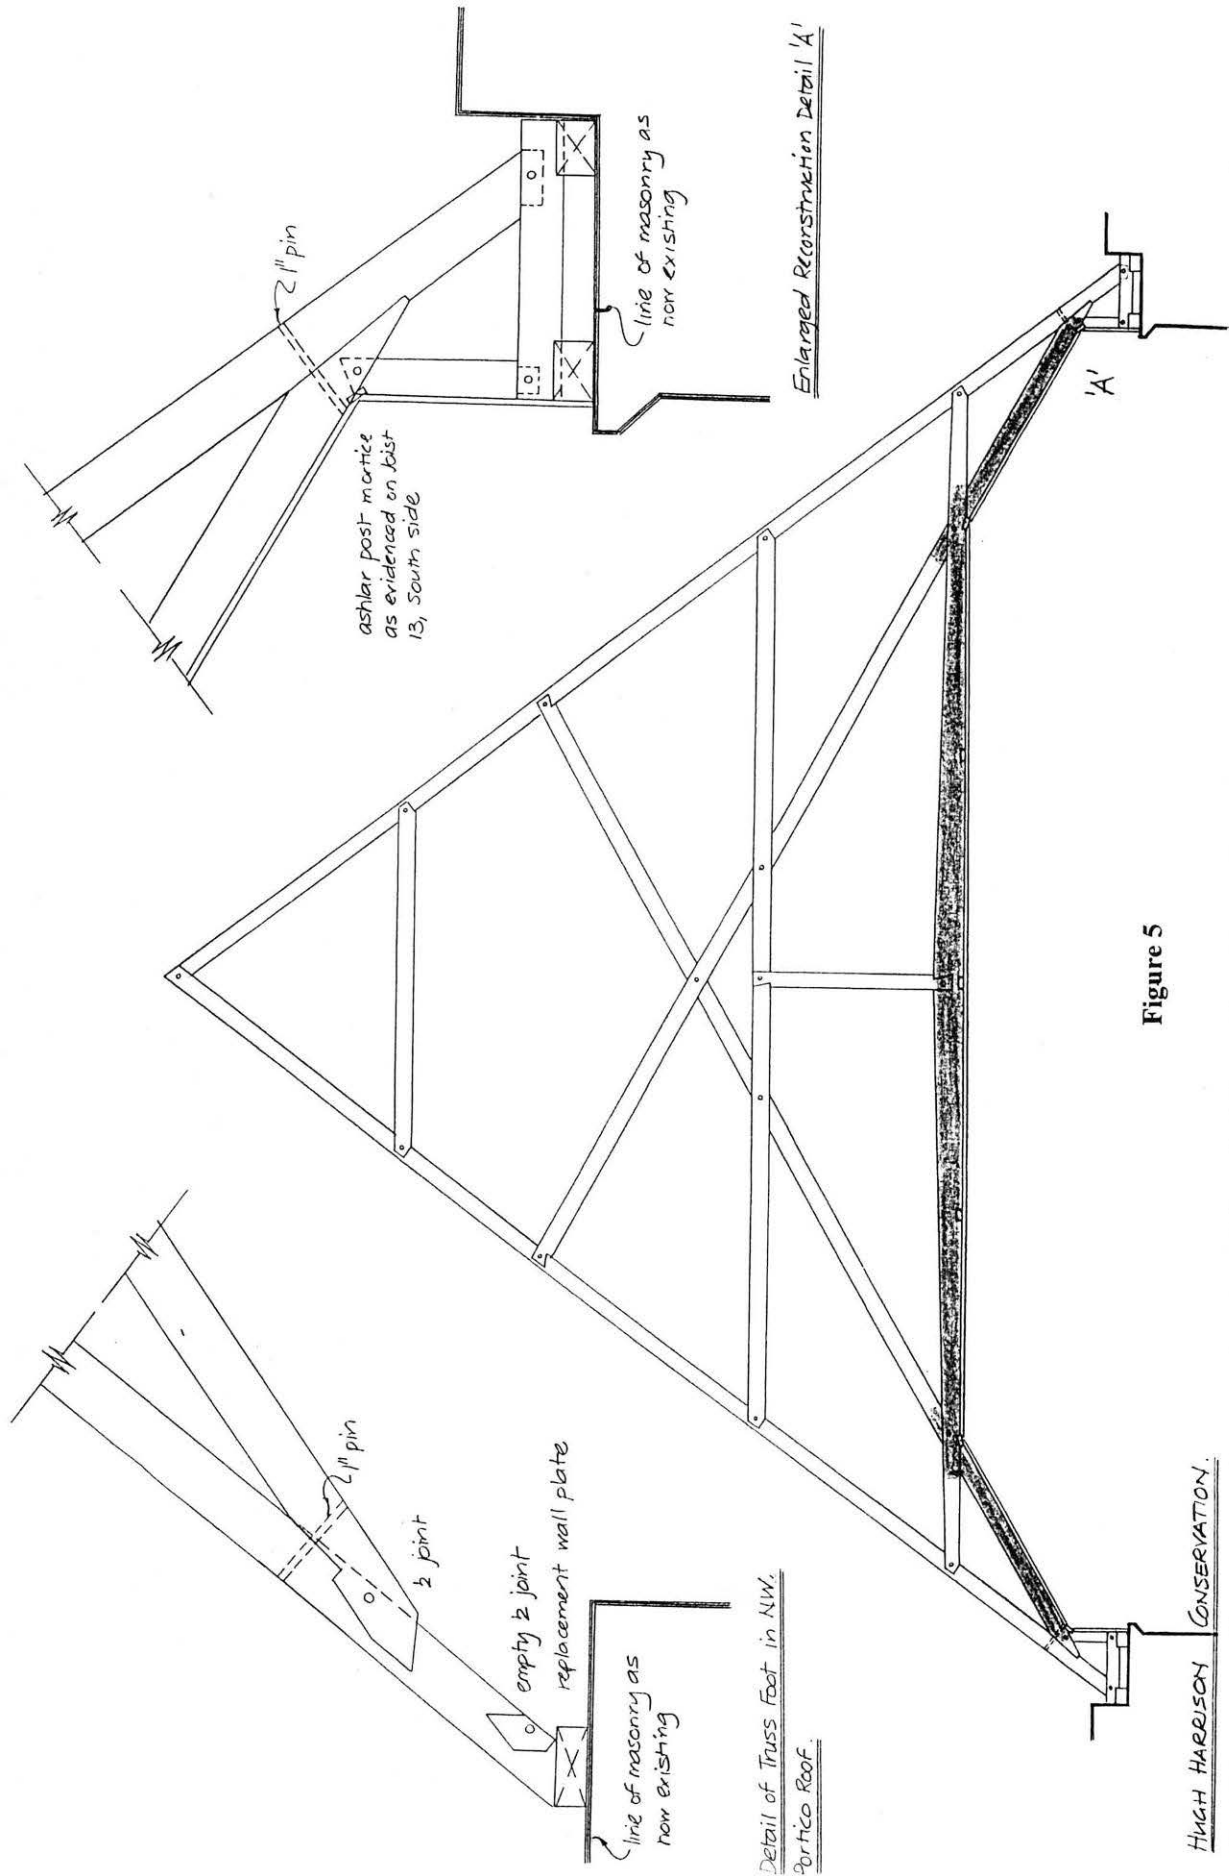 1" pin
½ joint
empty ½ joint
replacement wall plate
line of masonry as
now existing
Detail of Truss Foot in NW.
Portico Roof.
1" pin
ashlar post mortice
as evidenced on Joist
13, South side
line of masonry as
now existing
Enlarged Reconstruction Detail 'A'
'A'
Figure 5
HUGH HARRISON CONSERVATION.